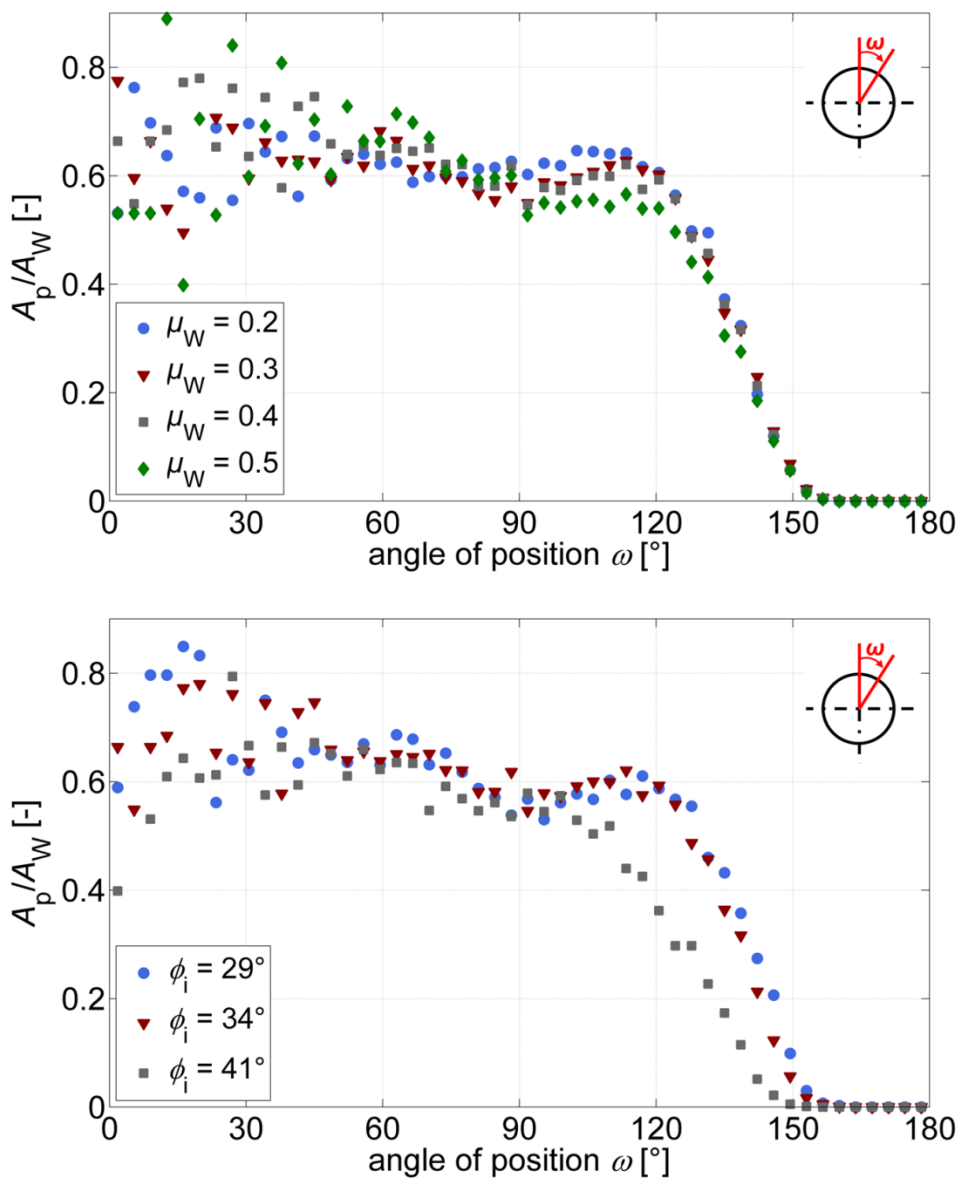 0.8
0.6
0.4
0.2
0
A_p/A_W [-]
ω
μ_W = 0.2
μ_W = 0.3
μ_W = 0.4
μ_W = 0.5
0 30 60 90 120 150 180
angle of position ω [°]
0.8
0.6
0.4
0.2
0
A_p/A_W [-]
ω
ϕ_i = 29°
ϕ_i = 34°
ϕ_i = 41°
0 30 60 90 120 150 180
angle of position ω [°]